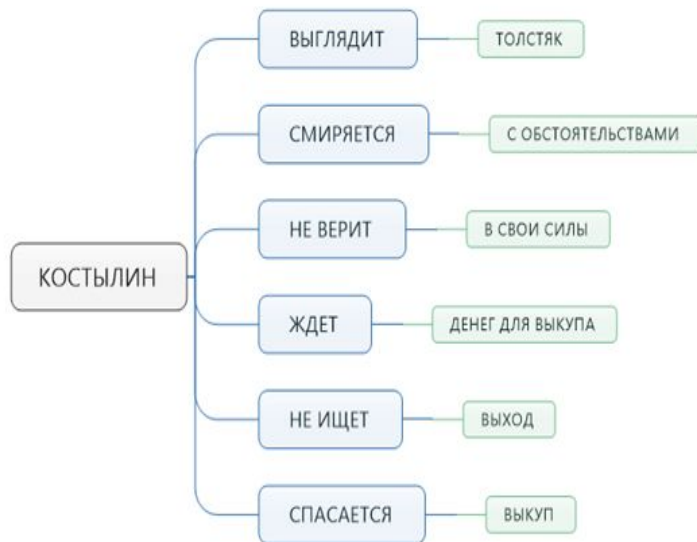 КОСТЫЛИН
ВЫГЛЯДИТ
ТОЛСТЯК
СМИРЯЕТСЯ
С ОБСТОЯТЕЛЬСТВАМИ
НЕ ВЕРИТ
В СВОИ СИЛЫ
ЖДЕТ
ДЕНЕГ ДЛЯ ВЫКУПА
НЕ ИЩЕТ
ВЫХОД
СПАСАЕТСЯ
ВЫКУП